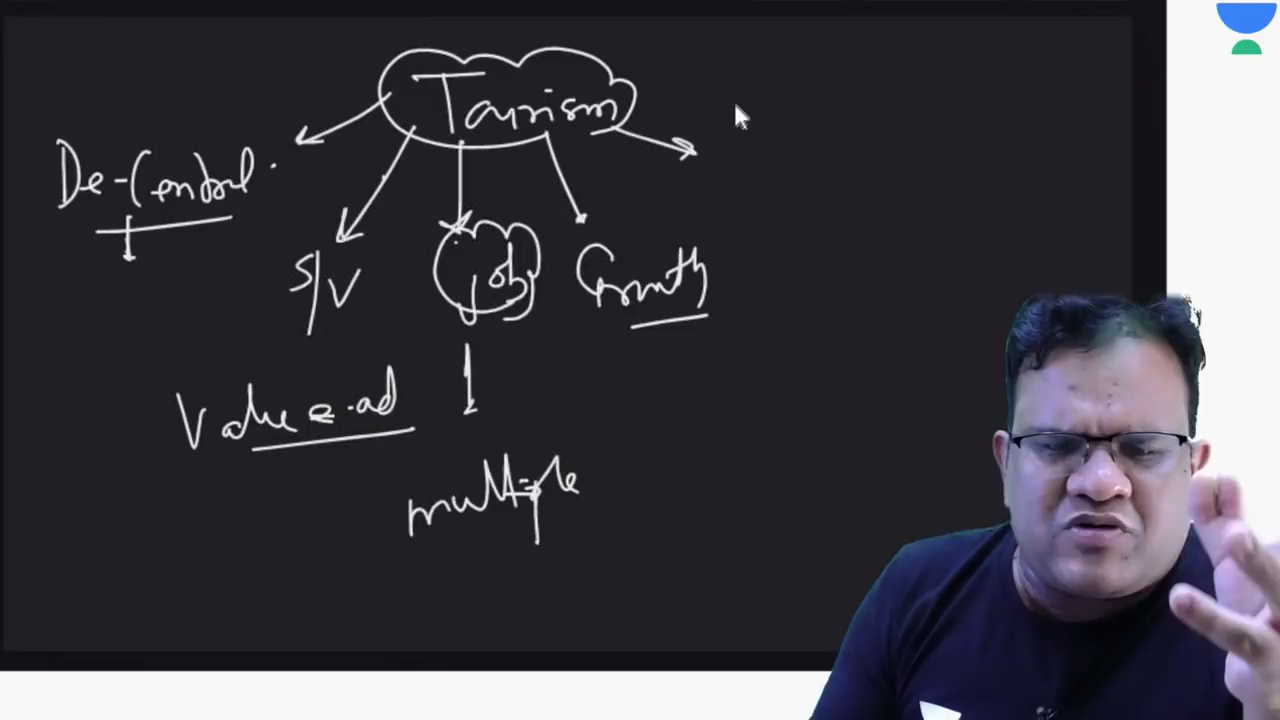 Tourism
De-Central.
S/V
Job
Growth
Value ad
multiple